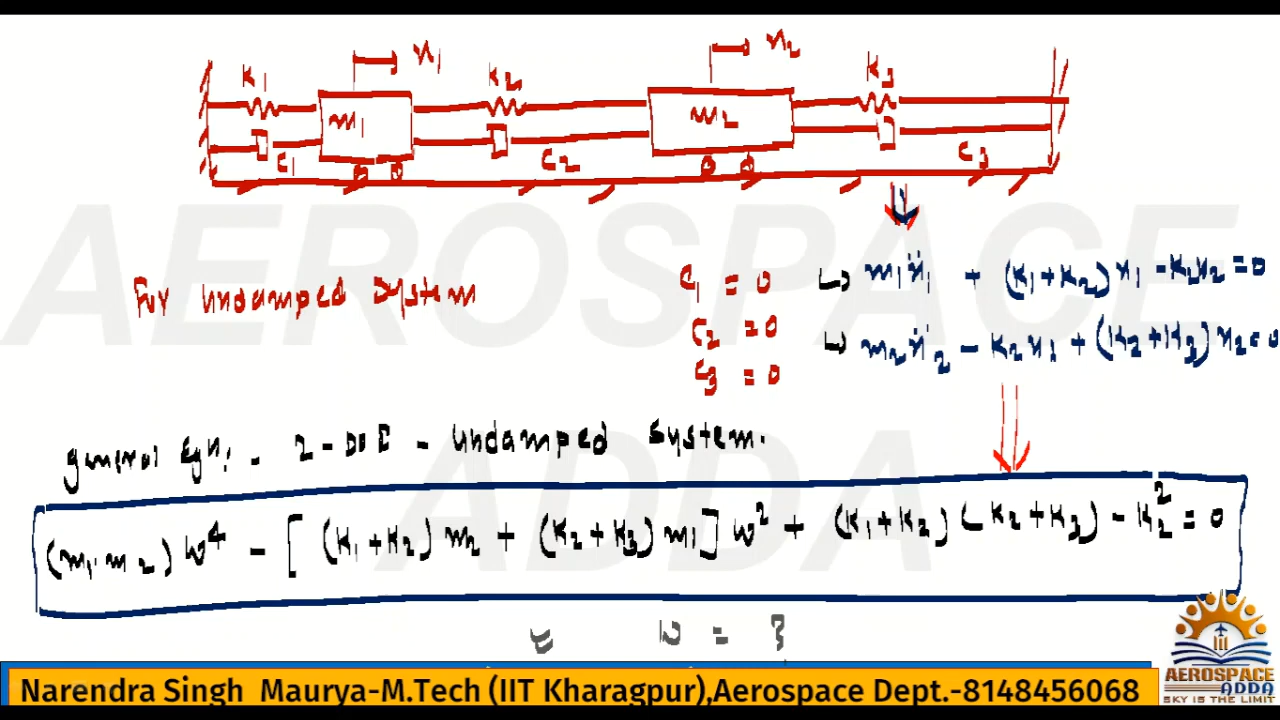 x1 x2
K1 K2 K3
m1 m2
C1 C2 C3
AEROSPACE
ADDA
For undamped System
C1 = 0
C2 = 0
C3 = 0
↳ m1ẍ1 + (K1+K2)x1 - K2x2 = 0
↳ m2ẍ2 - K2x1 + (K2+K3)x2 = 0
general Eqn: - 2-DOF - undamped System.
(m1·m2)ω⁴ - [(K1+K2)m2 + (K2+K3)m1]ω² + (K1+K2)(K2+K3) - K2² = 0
ω = ?
Narendra Singh Maurya-M.Tech (IIT Kharagpur),Aerospace Dept.-8148456068
AEROSPACE
ADDA
SKY IS THE LIMIT